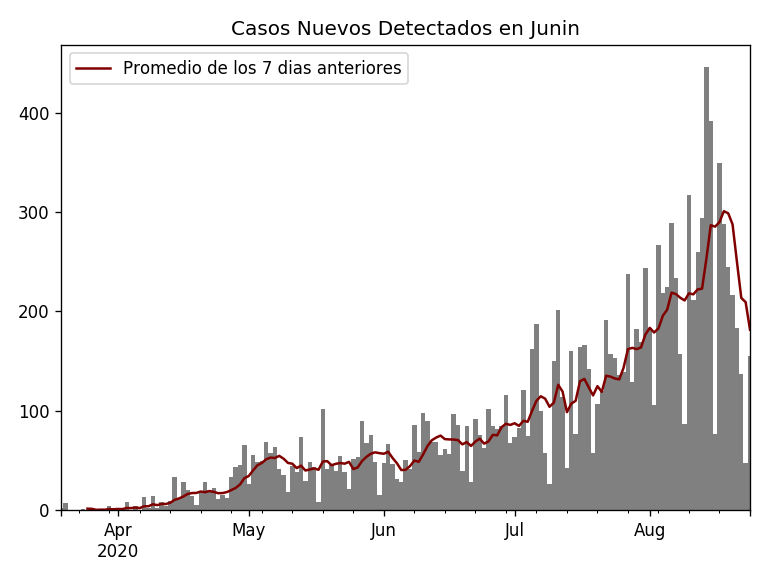 Casos Nuevos Detectados en Junin
Promedio de los 7 dias anteriores
400
300
200
100
0
Apr
2020
May
Jun
Jul
Aug